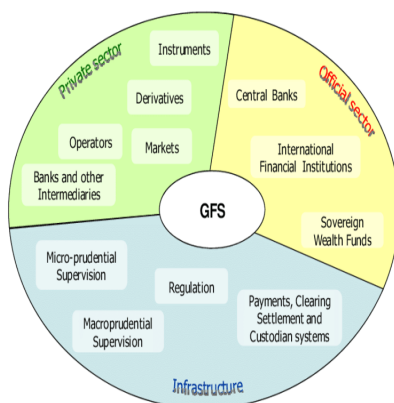 Private sector
Instruments
Derivatives
Operators
Markets
Banks and other
Intermediaries
Official sector
Central Banks
International
Financial Institutions
Sovereign
Wealth Funds
GFS
Micro-prudential
Supervision
Regulation
Macroprudential
Supervision
Payments, Clearing
Settlement and
Custodian systems
Infrastructure